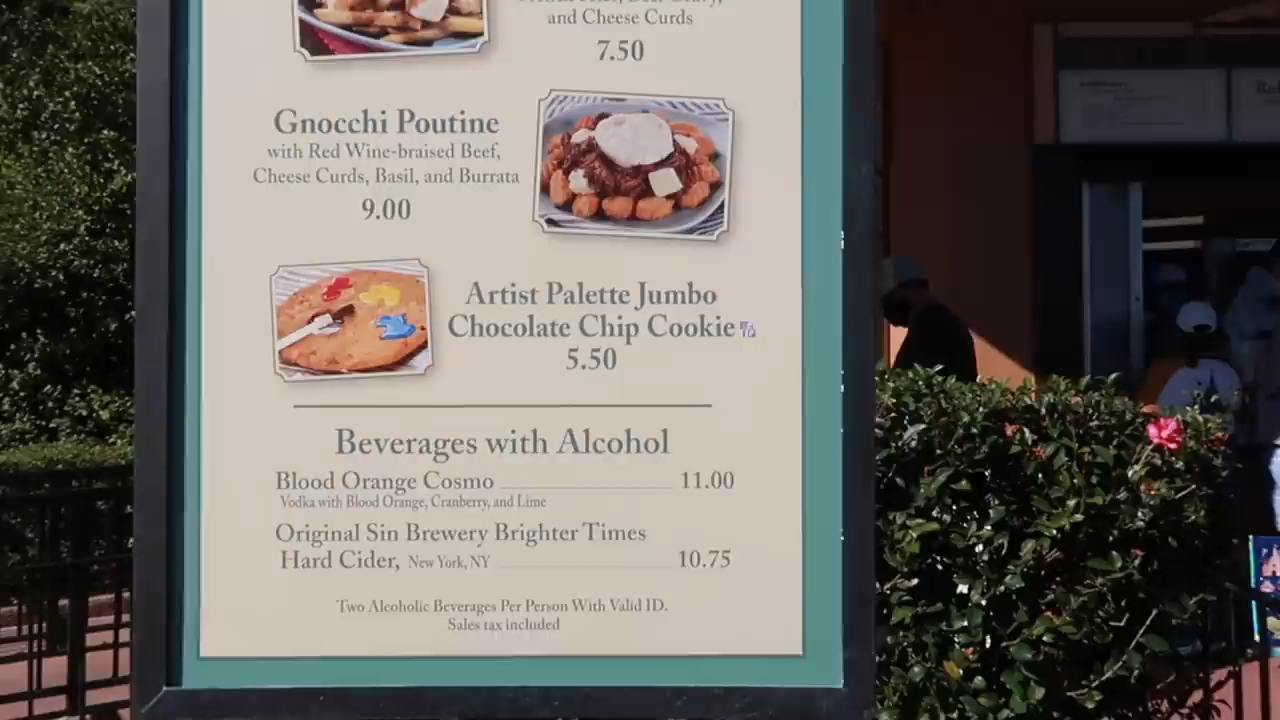 and Cheese Curds
7.50
Gnocchi Poutine
with Red Wine-braised Beef,
Cheese Curds, Basil, and Burrata
9.00
Artist Palette Jumbo
Chocolate Chip Cookie
5.50
Beverages with Alcohol
Blood Orange Cosmo 11.00
Vodka with Blood Orange, Cranberry, and Lime
Original Sin Brewery Brighter Times
Hard Cider, New York, NY 10.75
Two Alcoholic Beverages Per Person With Valid ID.
Sales tax included